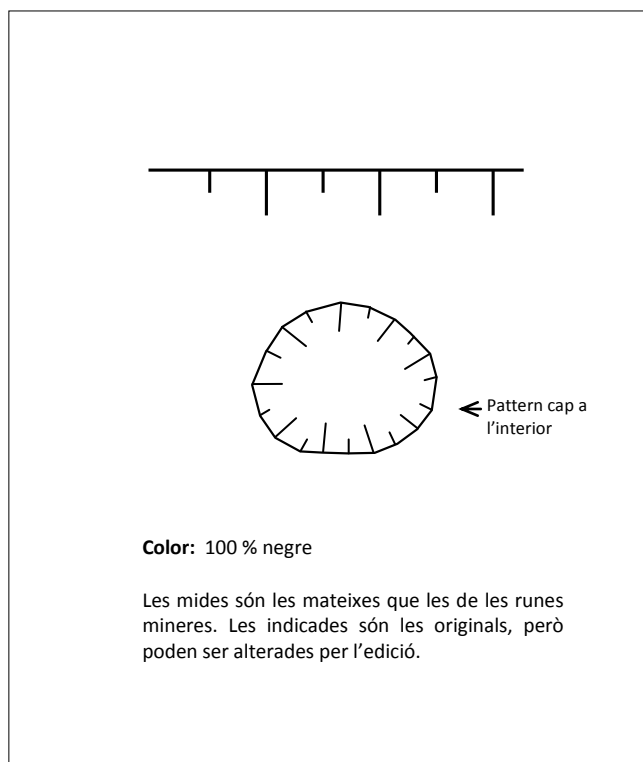 Pattern cap a
l’interior
Color: 100 % negre
Les mides són les mateixes que les de les runes
mineres. Les indicades són les originals, però
poden ser alterades per l’edició.